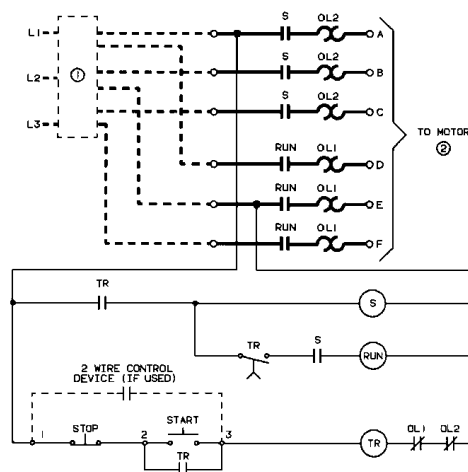 L1
L2
L3
①
S OL2 A
S OL2 B
S OL2 C
RUN OL1 D
RUN OL1 E
RUN OL1 F
TO MOTOR
②
TR
S
TR S
RUN
2 WIRE CONTROL
DEVICE (IF USED)
1 STOP 2 START 3
TR
TR OL1 OL2